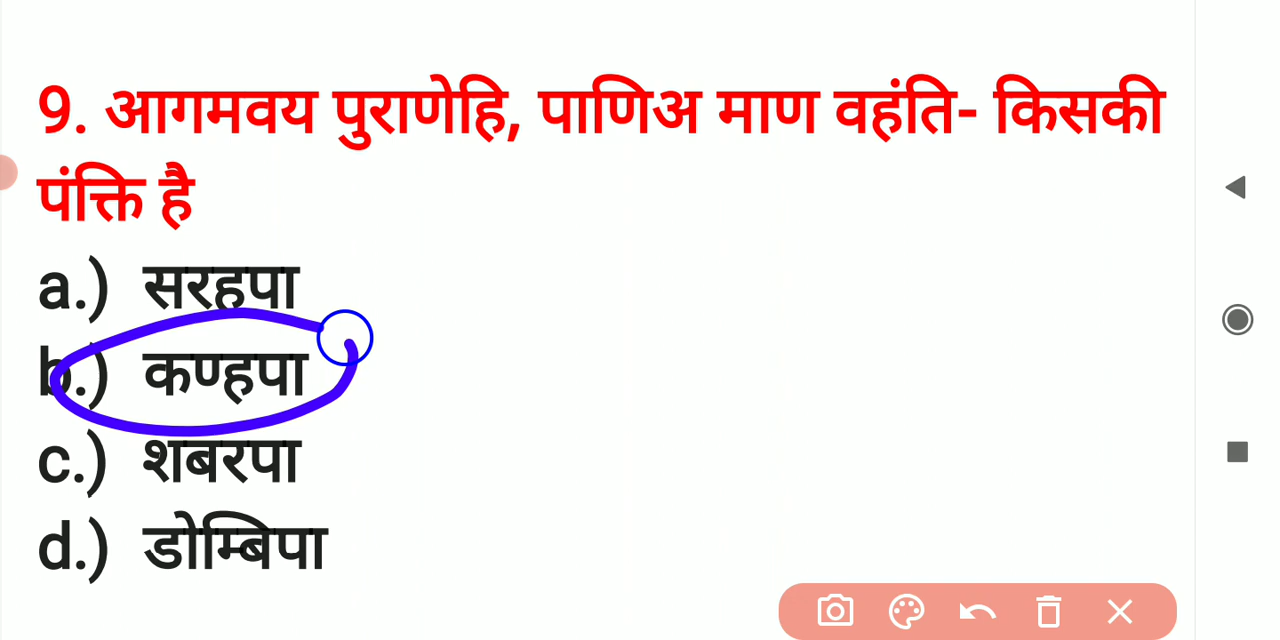 9. आगमवय पुराणेहि, पाणिअ माण वहंति- किसकी
पंक्ति है
a.) सरहपा
b.) कण्हपा
c.) शबरपा
d.) डोम्बिपा